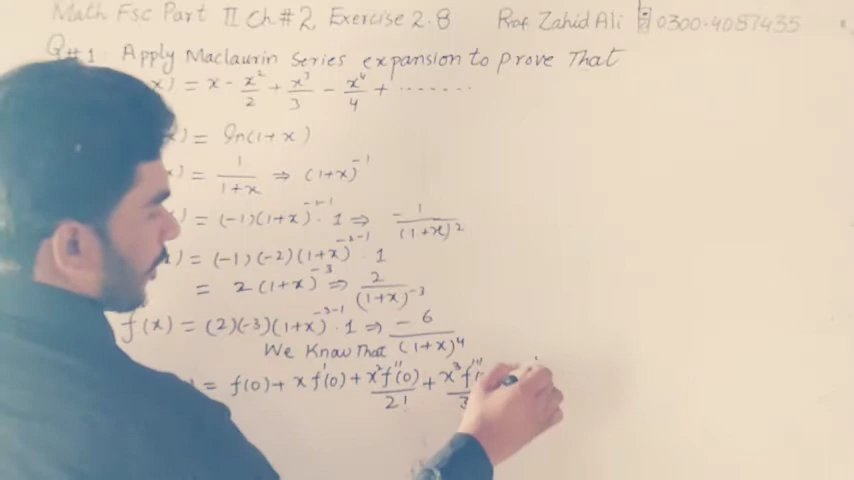 Math Fsc Part II Ch.#2 Exercise 2.8 Prof Zahid Ali 0300-4087435
Q#1 Apply Maclaurin Series expansion to prove That
x) = x - x²/2 + x³/3 - x⁴/4 + .......
x) = ln(1+x)
x) = 1/(1+x) ⇒ (1+x)⁻¹
x) = (-1)(1+x)⁻¹⁻¹ · 1 ⇒ -1/(1+x)²
) = (-1)(-2)(1+x)⁻²⁻¹ · 1
= 2(1+x)⁻³ ⇒ 2/(1+x)⁻³
f(x) = (2)(-3)(1+x)⁻³⁻¹ · 1 ⇒ -6/(1+x)⁴
We Know That
= f(0) + x f'(0) + x² f''(0)/2! + x³ f'''(/3